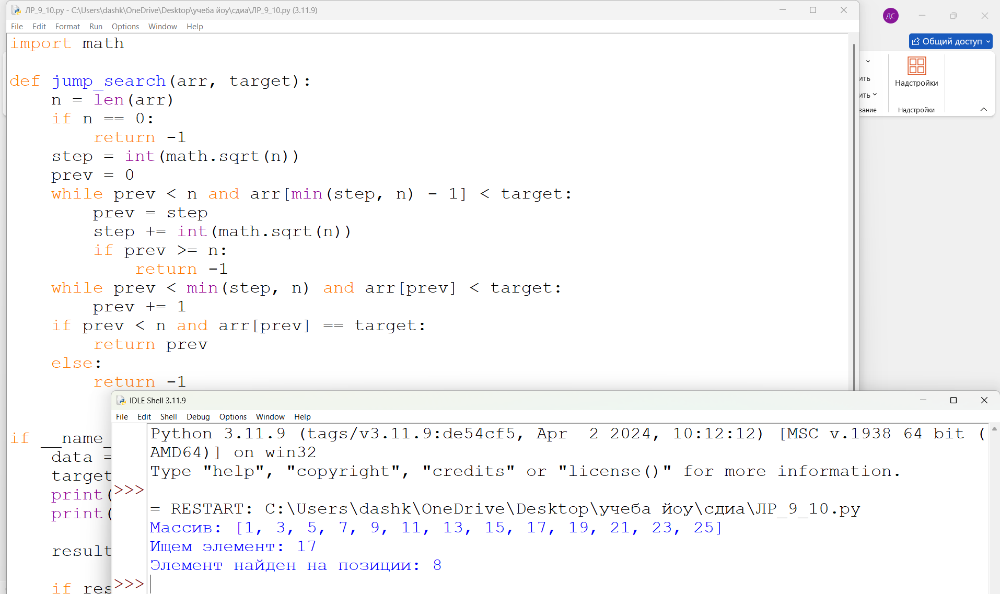 ЛР_9_10.py - C:\Users\dashk\OneDrive\Desktop\учеба йоу\сдиа\ЛР_9_10.py (3.11.9)
File Edit Format Run Options Window Help
ДС
Общий доступ
ить
ить
вание
Надстройки
Надстройки
import math
def jump_search(arr, target):
    n = len(arr)
    if n == 0:
        return -1
    step = int(math.sqrt(n))
    prev = 0
    while prev < n and arr[min(step, n) - 1] < target:
        prev = step
        step += int(math.sqrt(n))
        if prev >= n:
            return -1
    while prev < min(step, n) and arr[prev] < target:
        prev += 1
    if prev < n and arr[prev] == target:
        return prev
    else:
        return -1
if __name_
    data =
    target
    print(
    print(
    result
    if res
IDLE Shell 3.11.9
File Edit Shell Debug Options Window Help
Python 3.11.9 (tags/v3.11.9:de54cf5, Apr  2 2024, 10:12:12) [MSC v.1938 64 bit (
AMD64)] on win32
Type "help", "copyright", "credits" or "license()" for more information.
>>>
= RESTART: C:\Users\dashk\OneDrive\Desktop\учеба йоу\сдиа\ЛР_9_10.py
Массив: [1, 3, 5, 7, 9, 11, 13, 15, 17, 19, 21, 23, 25]
Ищем элемент: 17
Элемент найден на позиции: 8
>>>